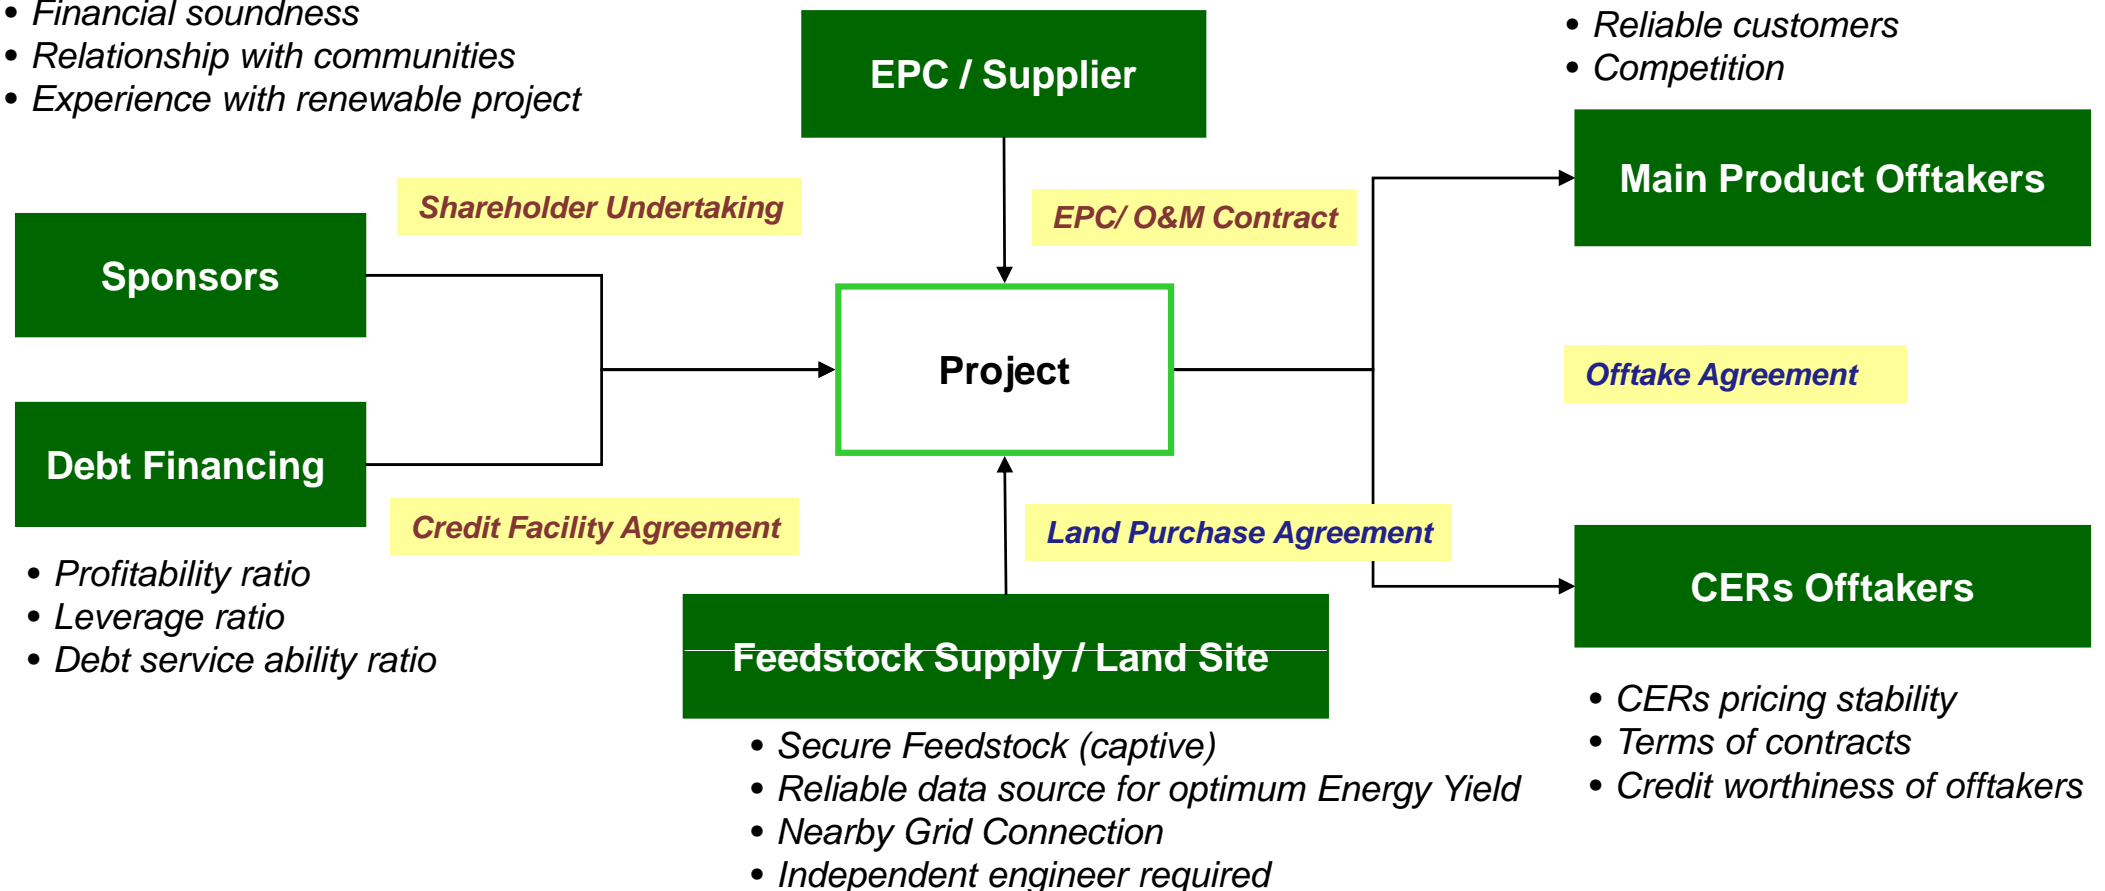 • Financial soundness
• Relationship with communities
• Experience with renewable project
EPC / Supplier
• Reliable customers
• Competition
Main Product Offtakers
Shareholder Undertaking
EPC/ O&M Contract
Sponsors
Project
Offtake Agreement
Debt Financing
Credit Facility Agreement
Land Purchase Agreement
• Profitability ratio
• Leverage ratio
• Debt service ability ratio
Feedstock Supply / Land Site
CERs Offtakers
• Secure Feedstock (captive)
• Reliable data source for optimum Energy Yield
• Nearby Grid Connection
• Independent engineer required
• CERs pricing stability
• Terms of contracts
• Credit worthiness of offtakers